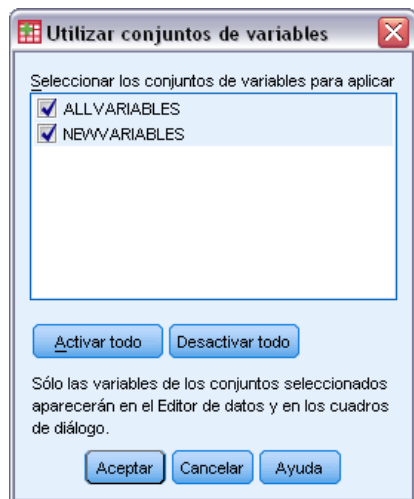 Utilizar conjuntos de variables
Seleccionar los conjuntos de variables para aplicar
ALLVARIABLES
NEWVARIABLES
Activar todo Desactivar todo
Sólo las variables de los conjuntos seleccionados
aparecerán en el Editor de datos y en los cuadros
de diálogo.
Aceptar Cancelar Ayuda